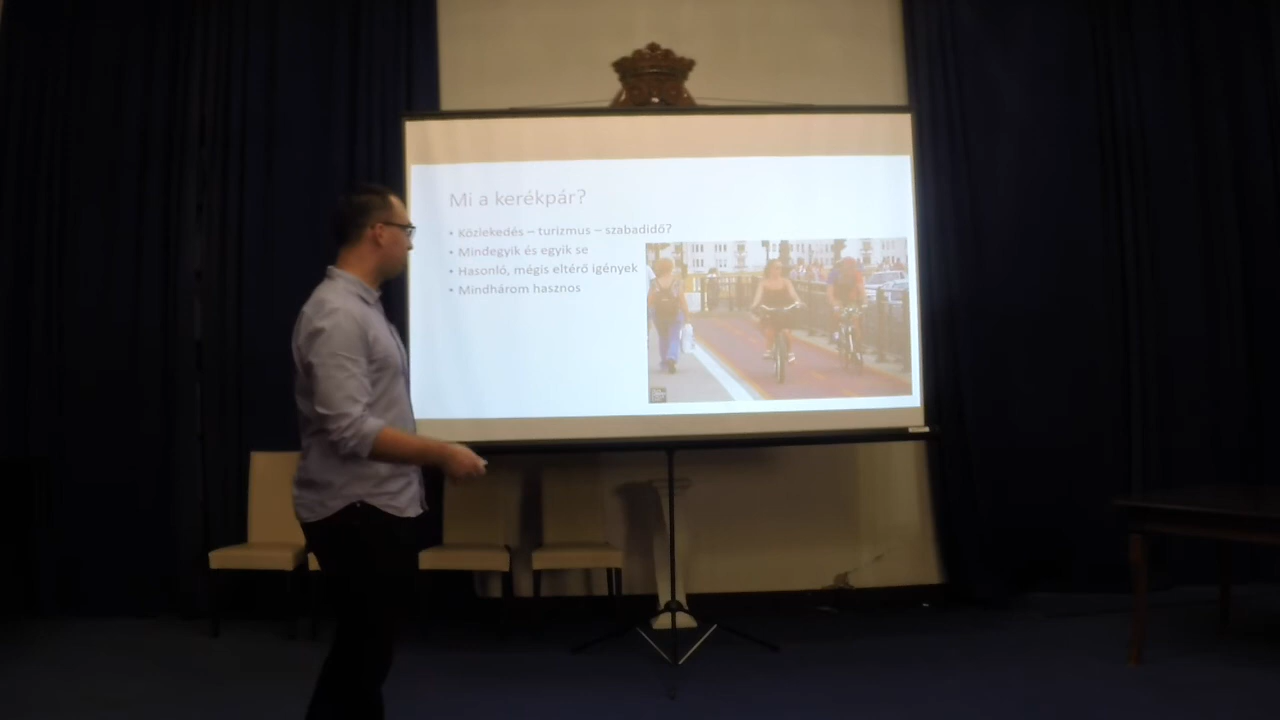 Mi a kerékpár?
• Közlekedés – turizmus – szabadidő?
• Mindegyik és egyik se
• Hasonló, mégis eltérő igények
• Mindhárom hasznos